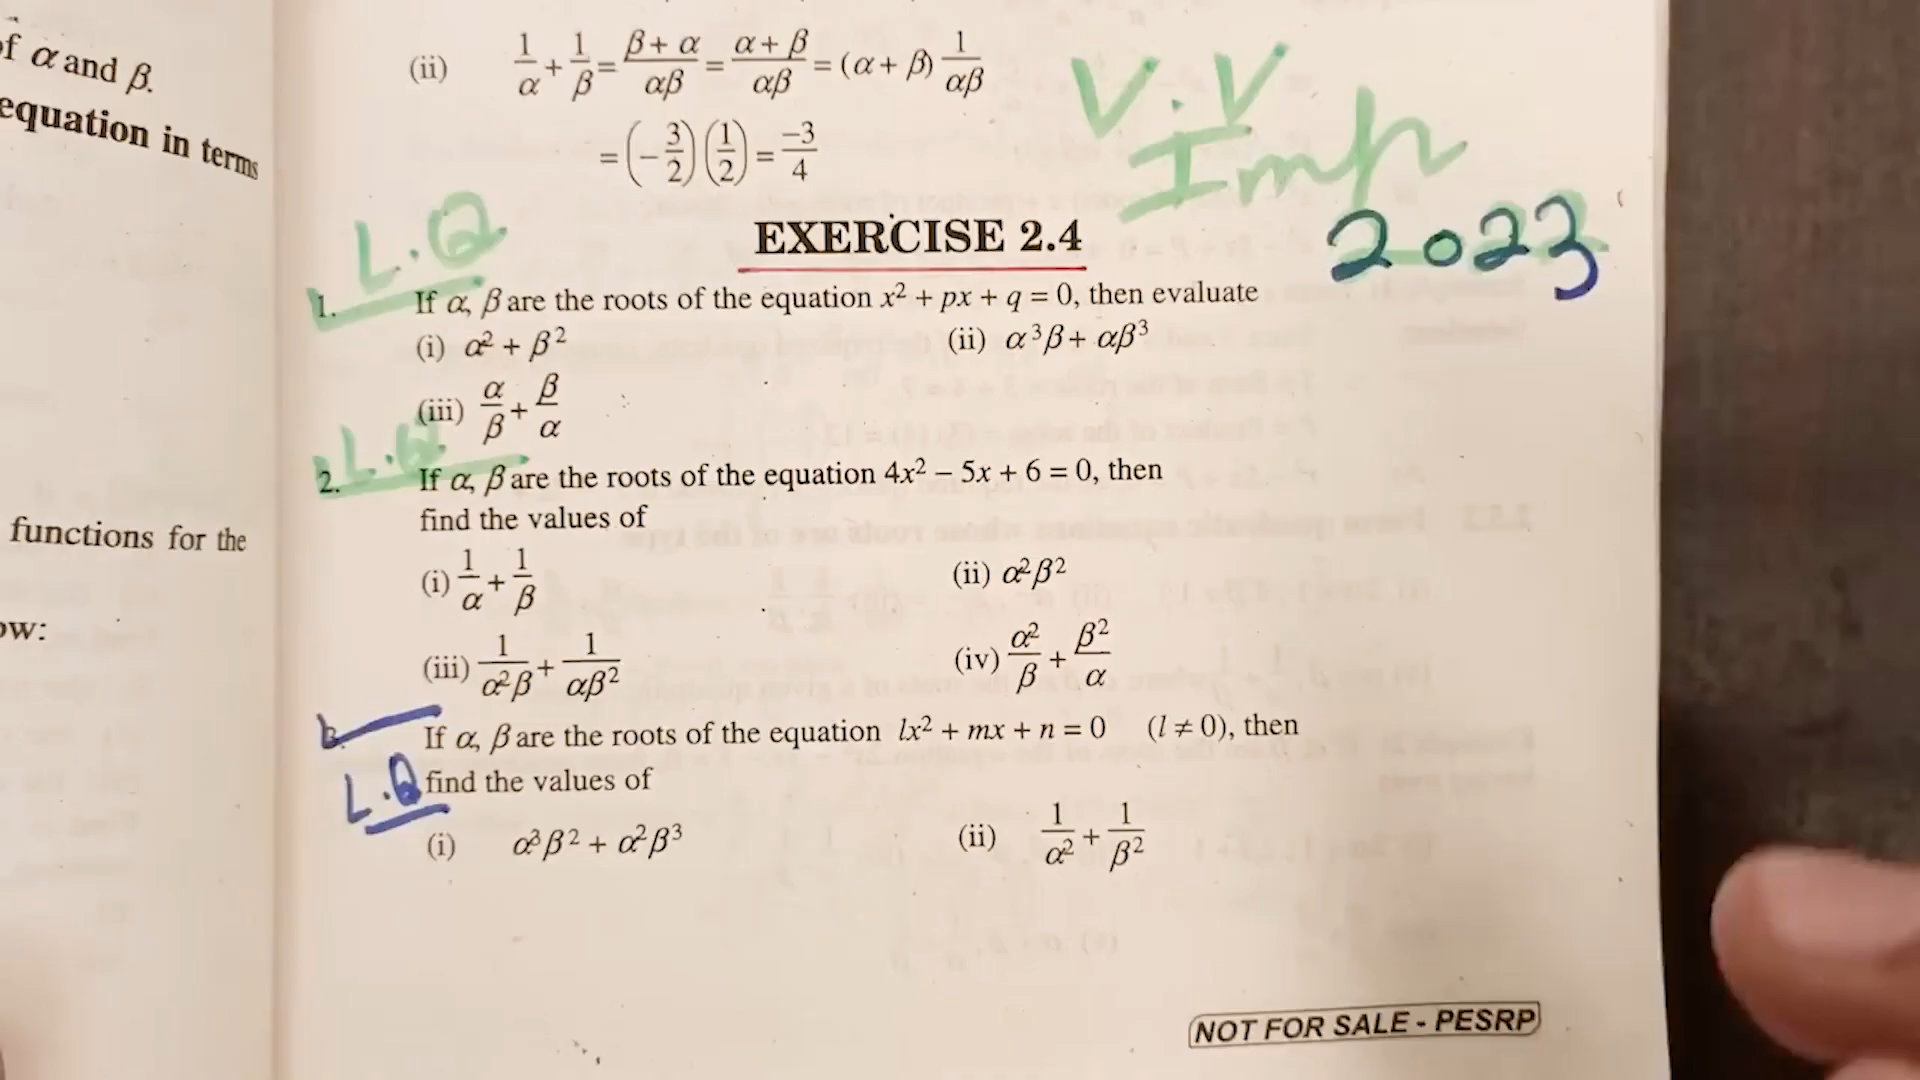 of α and β.
equation in terms
functions for the
ow:
(ii) 1/α + 1/β = β + α/αβ = α + β/αβ = (α + β) 1/αβ
= (−3/2) (1/2) = −3/4
V.V
Imp
2023
L.Q
EXERCISE 2.4
1. If α, β are the roots of the equation x² + px + q = 0, then evaluate
(i) α² + β² (ii) α³β + αβ³
(iii) α/β + β/α
L.Q
2. If α, β are the roots of the equation 4x² – 5x + 6 = 0, then
find the values of
(i) 1/α + 1/β (ii) α²β²
(iii) 1/α²β + 1/αβ² (iv) α²/β + β²/α
3. If α, β are the roots of the equation lx² + mx + n = 0 (l ≠ 0), then
L.Q find the values of
(i) α³β² + α²β³ (ii) 1/α² + 1/β²
NOT FOR SALE - PESRP